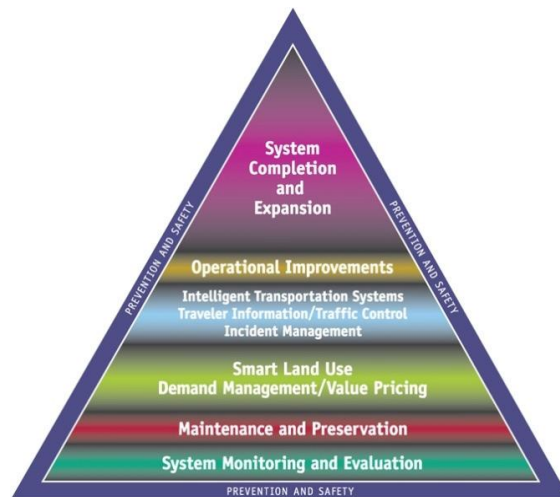 System
Completion
and
Expansion
PREVENTION AND SAFETY
PREVENTION AND SAFETY
Operational Improvements
Intelligent Transportation Systems
Traveler Information/Traffic Control
Incident Management
Smart Land Use
Demand Management/Value Pricing
Maintenance and Preservation
System Monitoring and Evaluation
PREVENTION AND SAFETY